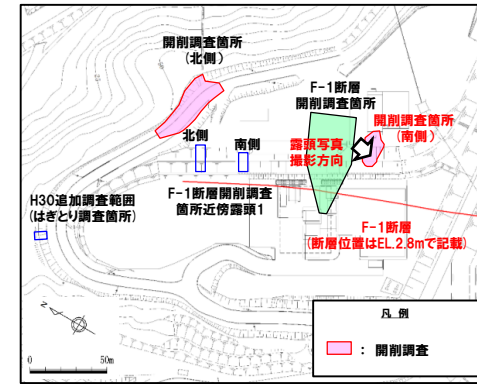 開削調査箇所
(北側)
F-1断層
開削調査箇所
開削調査箇所
(南側)
露頭写真
撮影方向
北側
南側
F-1断層開削調査
箇所近傍露頭1
H30追加調査範囲
(はぎとり調査箇所)
F-1断層
(断層位置はEL.2.8mで記載)
N
0
50m
凡 例
: 開削調査